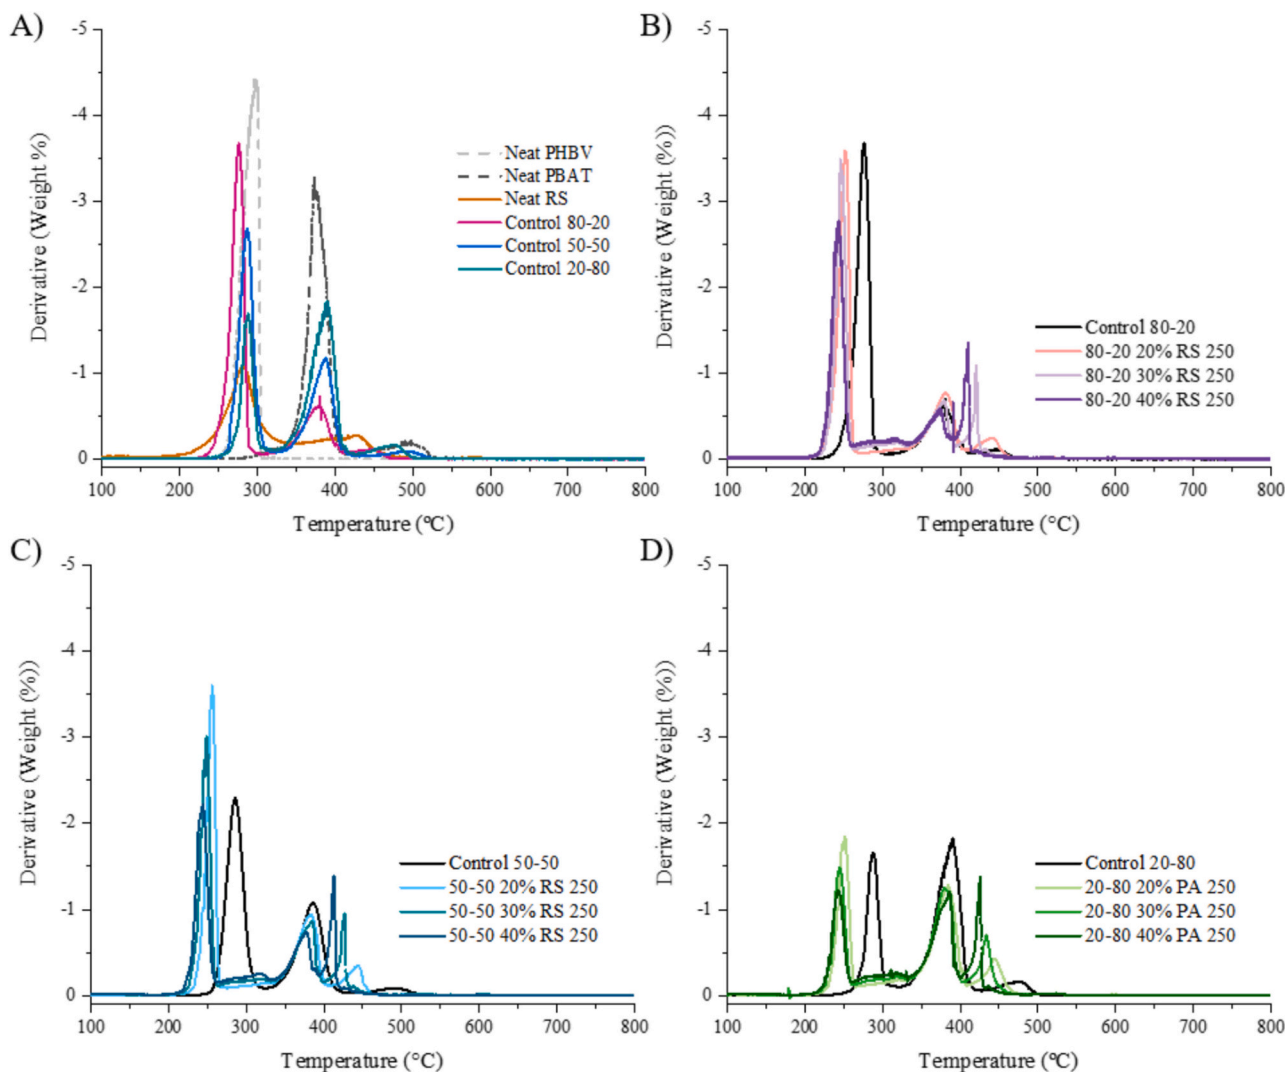 A)
-5
-4
-3
-2
-1
0
Derivative (Weight %)
Neat PHBV
Neat PBAT
Neat RS
Control 80-20
Control 50-50
Control 20-80
100 200 300 400 500 600 700 800
Temperature (ºC)
B)
-5
-4
-3
-2
-1
0
Derivative (Weight (%))
Control 80-20
80-20 20% RS 250
80-20 30% RS 250
80-20 40% RS 250
100 200 300 400 500 600 700 800
Temperature (°C)
C)
-5
-4
-3
-2
-1
0
Derivative (Weight (%))
Control 50-50
50-50 20% RS 250
50-50 30% RS 250
50-50 40% RS 250
100 200 300 400 500 600 700 800
Temperature (°C)
D)
-5
-4
-3
-2
-1
0
Derivative (Weight (%))
Control 20-80
20-80 20% PA 250
20-80 30% PA 250
20-80 40% PA 250
100 200 300 400 500 600 700 800
Temperature (ºC)